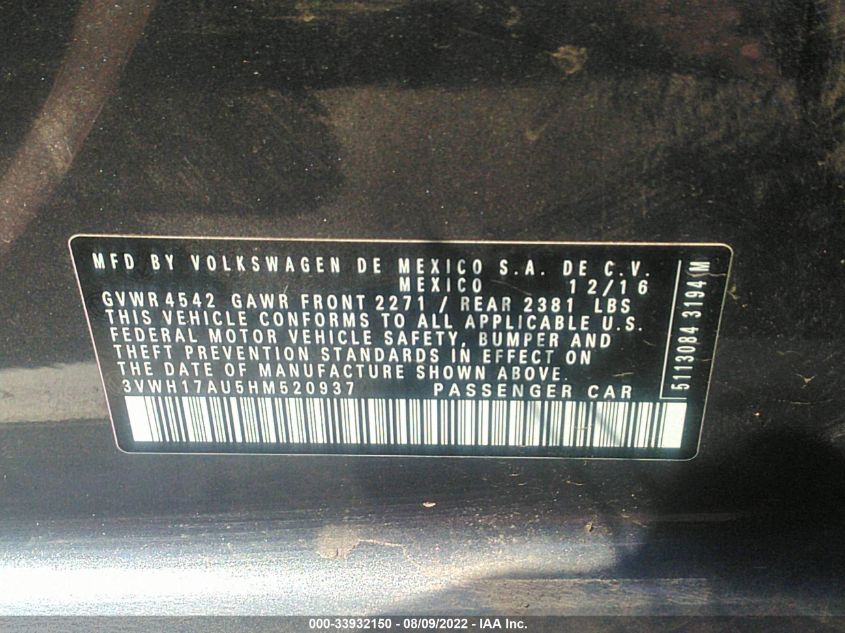 MFD BY VOLKSWAGEN DE MEXICO S.A. DE C.V.
MEXICO 12/16
GVWR 4542 GAWR FRONT 2271 / REAR 2381 LBS
THIS VEHICLE CONFORMS TO ALL APPLICABLE U.S.
FEDERAL MOTOR VEHICLE SAFETY, BUMPER AND
THEFT PREVENTION STANDARDS IN EFFECT ON
THE DATE OF MANUFACTURE SHOWN ABOVE.
3VWH17AU5HM520937 PASSENGER CAR
5113084 3194 M
000-33932150 - 08/09/2022 - IAA Inc.